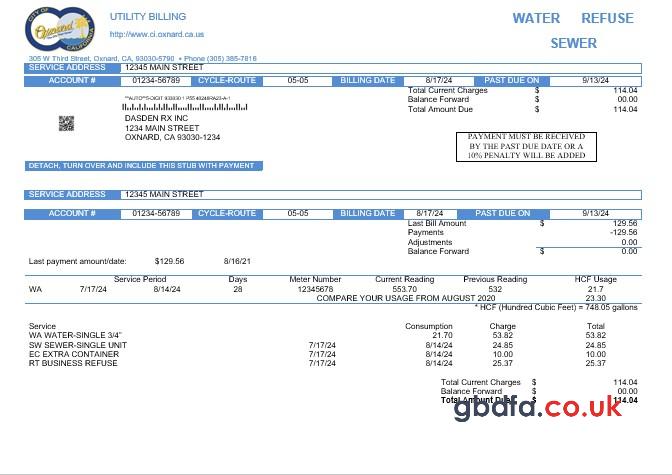 UTILITY BILLING
http://www.ci.oxnard.ca.us
WATER REFUSE
SEWER
305 W Third Street, Oxnard, CA, 93030-5790 • Phone (305) 385-7816
SERVICE ADDRESS 12345 MAIN STREET
ACCOUNT # 01234-56789 CYCLE-ROUTE 05-05 BILLING DATE 8/17/24 PAST DUE ON 9/13/24
Total Current Charges $ 114.04
Balance Forward $ 00.00
Total Amount Due $ 114.04
DASDEN RX INC
1234 MAIN STREET
OXNARD, CA 93030-1234
PAYMENT MUST BE RECEIVED
BY THE PAST DUE DATE OR A
10% PENALTY WILL BE ADDED
DETACH, TURN OVER AND INCLUDE THIS STUB WITH PAYMENT
SERVICE ADDRESS 12345 MAIN STREET
ACCOUNT # 01234-56789 CYCLE-ROUTE 05-05 BILLING DATE 8/17/24 PAST DUE ON 9/13/24
Last Bill Amount $ 129.56
Payments -129.56
Adjustments 0.00
Balance Forward $ 0.00
Last payment amount/date: $129.56 8/16/21
Service Period Days Meter Number Current Reading Previous Reading HCF Usage
WA 7/17/24 8/14/24 28 12345678 553.70 532 21.7
COMPARE YOUR USAGE FROM AUGUST 2020 23.30
* HCF (Hundred Cubic Feet) = 748.05 gallons
Service Consumption Charge Total
WA WATER-SINGLE 3/4" 21.70 53.82 53.82
SW SEWER-SINGLE UNIT 7/17/24 8/14/24 24.85 24.85
EC EXTRA CONTAINER 7/17/24 8/14/24 10.00 10.00
RT BUSINESS REFUSE 7/17/24 8/14/24 25.37 25.37
Total Current Charges $ 114.04
Balance Forward $ 00.00
Total Amount Due $ 114.04
gbdfa.co.uk